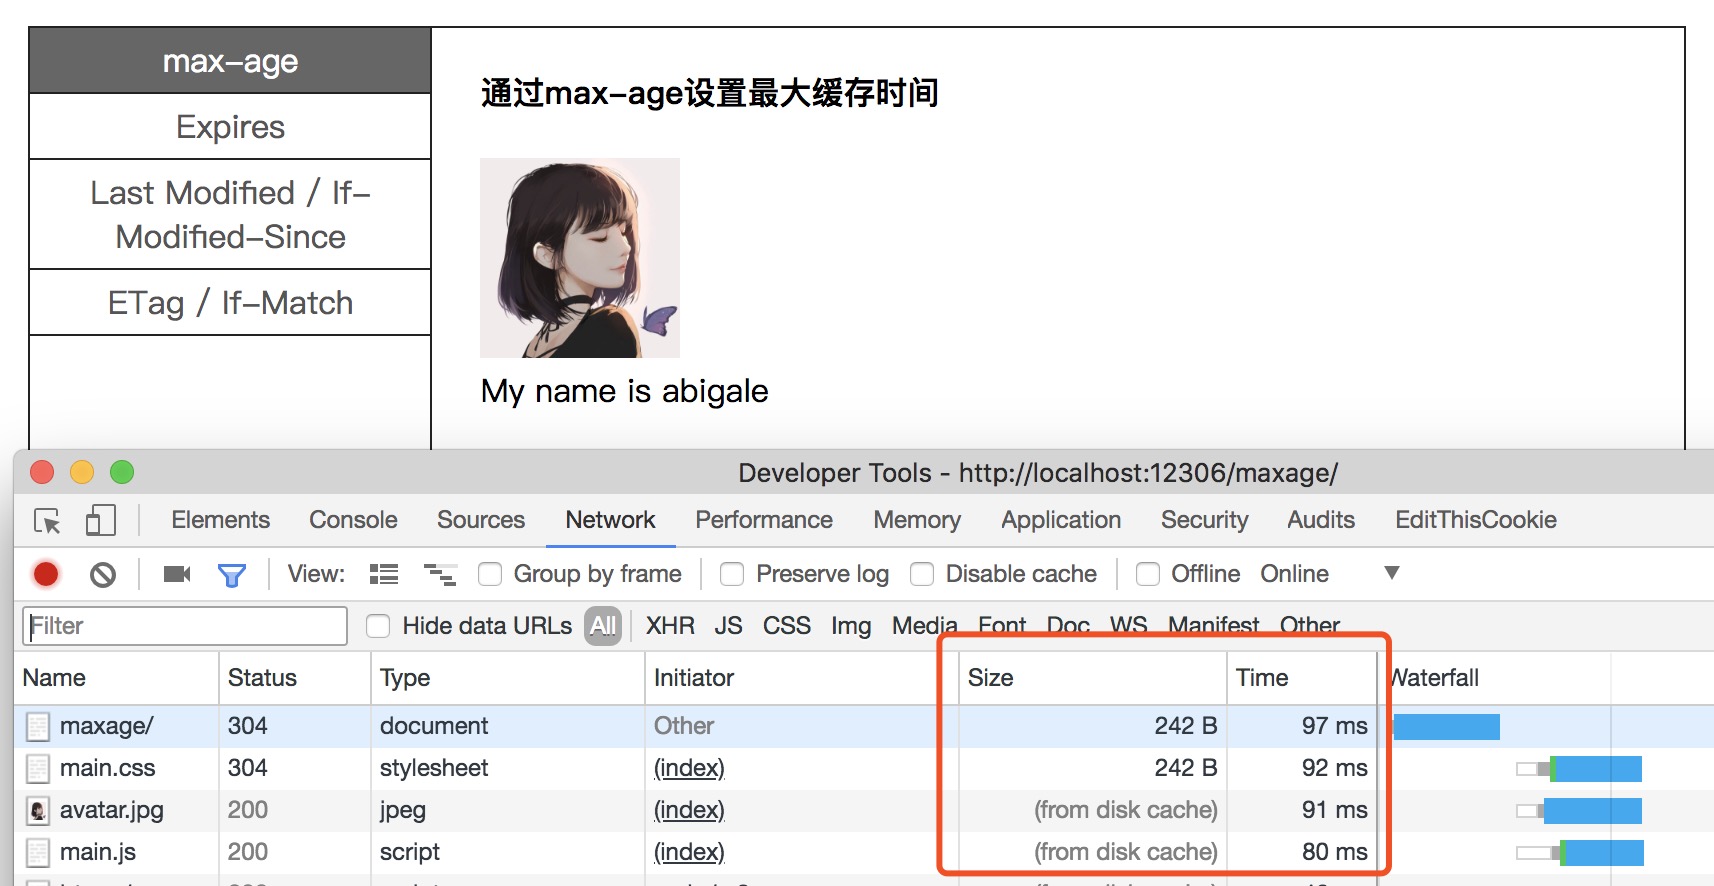 max-age
Expires
Last Modified / If-
Modified-Since
ETag / If-Match
通过max-age设置最大缓存时间
My name is abigale
Developer Tools - http://localhost:12306/maxage/
Elements Console Sources Network Performance Memory Application Security Audits EditThisCookie
View: Group by frame Preserve log Disable cache Offline Online
Filter Hide data URLs All XHR JS CSS Img Media Font Doc WS Manifest Other
Name Status Type Initiator Size Time Waterfall
maxage/ 304 document Other 242 B 97 ms
main.css 304 stylesheet (index) 242 B 92 ms
avatar.jpg 200 jpeg (index) (from disk cache) 91 ms
main.js 200 script (index) (from disk cache) 80 ms